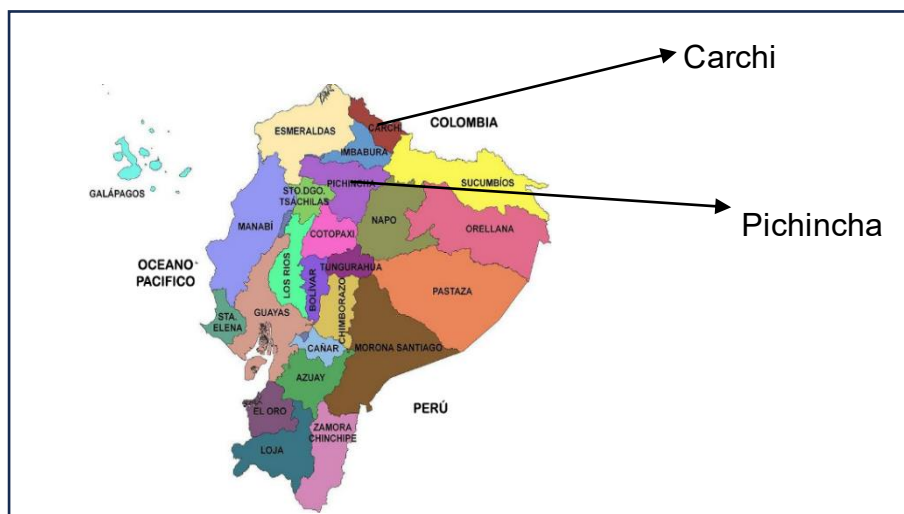 Carchi
COLOMBIA
ESMERALDAS
CARCHI
IMBABURA
GALÁPAGOS
PICHINCHA
SUCUMBÍOS
STO.DGO.
TSÁCHILAS
NAPO
Pichincha
MANABÍ
COTOPAXI
ORELLANA
OCEANO
PACIFICO
LOS RIOS
BOLÍVAR
TUNGURAHUA
CHIMBORAZO
PASTAZA
STA.
ELENA
GUAYAS
CAÑAR
MORONA SANTIAGO
AZUAY
PERÚ
EL ORO
ZAMORA
CHINCHIPE
LOJA